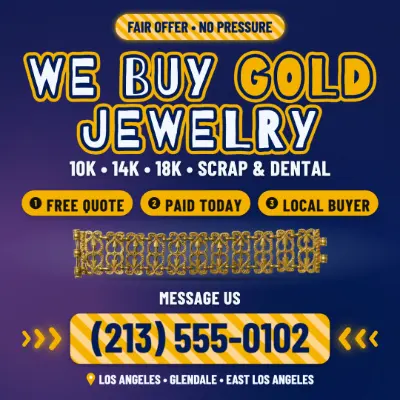 FAIR OFFER • NO PRESSURE
WE BUY GOLD
JEWELRY
10K • 14K • 18K • SCRAP & DENTAL
1 FREE QUOTE 2 PAID TODAY 3 LOCAL BUYER
MESSAGE US
(213) 555-0102
LOS ANGELES • GLENDALE • EAST LOS ANGELES